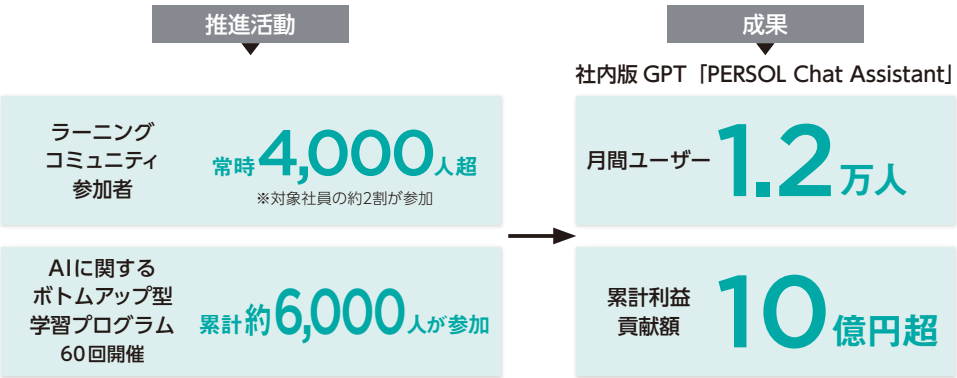 推進活動
ラーニング
コミュニティ
参加者
常時4,000人超
※対象社員の約2割が参加
AIに関する
ボトムアップ型
学習プログラム
60回開催
累計約6,000人が参加
成果
社内版 GPT「PERSOL Chat Assistant」
月間ユーザー 1.2万人
累計利益
貢献額
10億円超